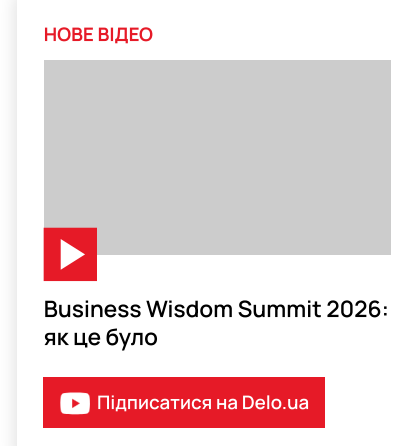 НОВЕ ВІДЕО
Business Wisdom Summit 2026:
як це було
Підписатися на Delo.ua